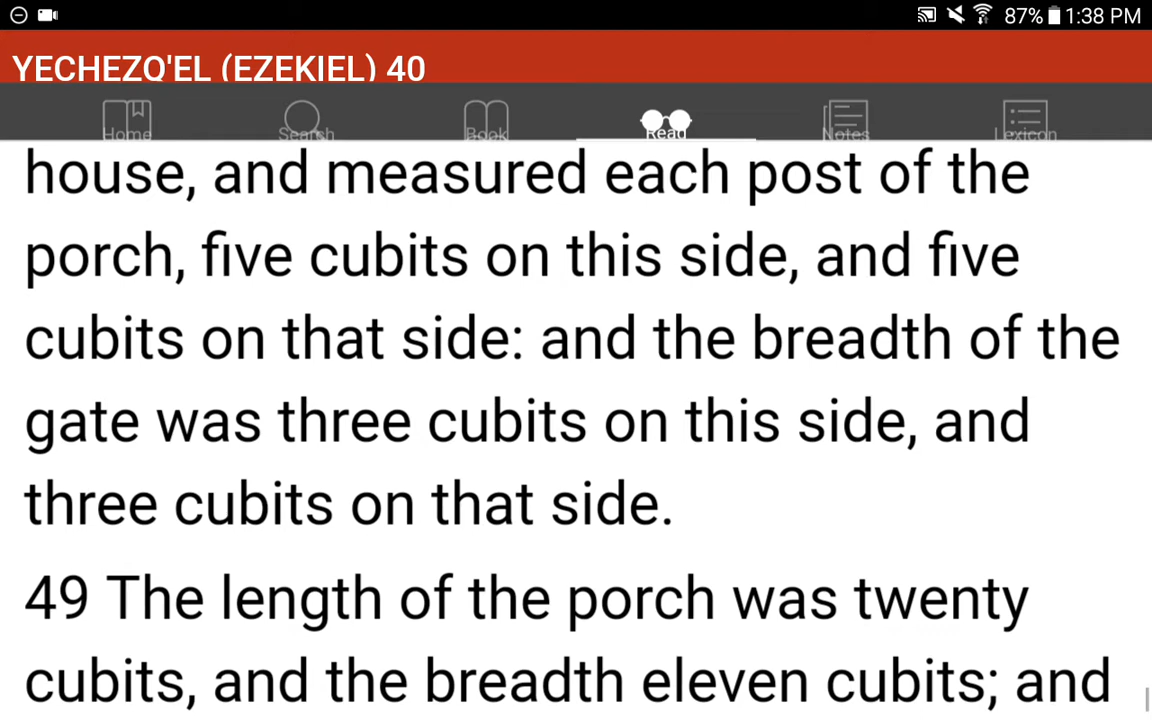 87% 1:38 PM
YECHEZQ'EL (EZEKIEL) 40
Home Search Book Read Notes Lexicon
house, and measured each post of the
porch, five cubits on this side, and five
cubits on that side: and the breadth of the
gate was three cubits on this side, and
three cubits on that side.
49 The length of the porch was twenty
cubits, and the breadth eleven cubits; and